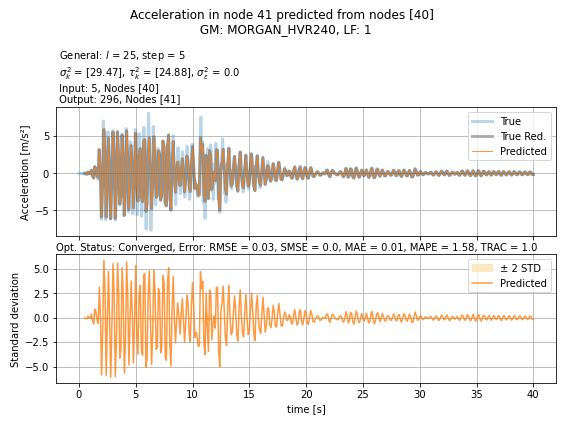 Acceleration in node 41 predicted from nodes [40]
GM: MORGAN_HVR240, LF: 1
General: l = 25, step = 5
σ²ₖ = [29.47], τ²ₖ = [24.88], σ²ₑ = 0.0
Input: 5, Nodes [40]
Output: 296, Nodes [41]
Acceleration [m/s²]
5
0
−5
True
True Red.
Predicted
Opt. Status: Converged, Error: RMSE = 0.03, SMSE = 0.0, MAE = 0.01, MAPE = 1.58, TRAC = 1.0
Standard deviation
5.0
2.5
0.0
−2.5
−5.0
± 2 STD
Predicted
0 5 10 15 20 25 30 35 40
time [s]